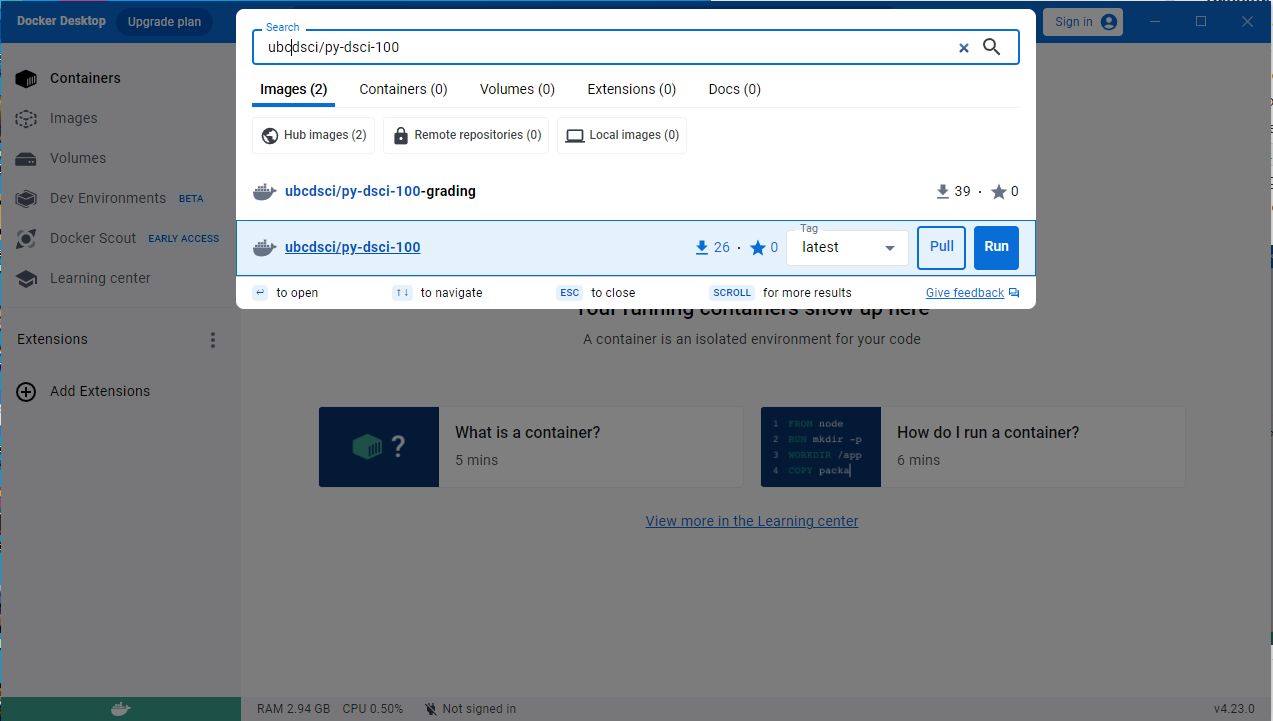 Docker Desktop Upgrade plan
Sign in
Search
ubcdsci/py-dsci-100
Images (2) Containers (0) Volumes (0) Extensions (0) Docs (0)
Hub images (2) Remote repositories (0) Local images (0)
ubcdsci/py-dsci-100-grading 39 · 0
ubcdsci/py-dsci-100 26 · 0 Tag latest Pull Run
to open ↑↓ to navigate ESC to close SCROLL for more results Give feedback
Containers
Images
Volumes
Dev Environments BETA
Docker Scout EARLY ACCESS
Learning center
Extensions
Add Extensions
Your running containers show up here
A container is an isolated environment for your code
What is a container?
5 mins
1 FROM node
2 RUN mkdir -p
3 WORKDIR /app
4 COPY packa
How do I run a container?
6 mins
View more in the Learning center
RAM 2.94 GB CPU 0.50% Not signed in v4.23.0